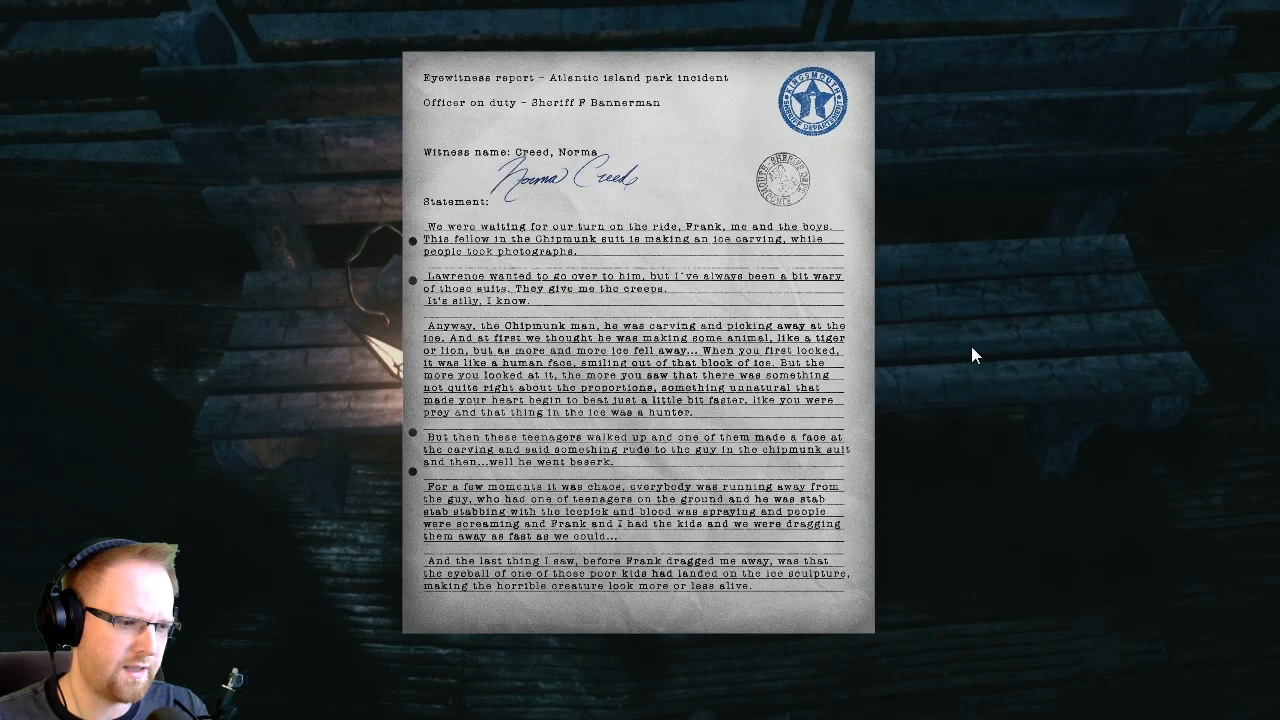 Eyewitness report - Atlantic island park incident
Officer on duty - Sheriff F Bannerman
KINGSMOUTH
SHERIFF DEPARTMENT
Witness name: Creed, Norma
Norma Creed
KINGSMOUTH SHERIFF DEPT
Statement:
We were waiting for our turn on the ride, Frank, me and the boys.
This fellow in the Chipmunk suit is making an ice carving, while
people took photographs.
Lawrence wanted to go over to him, but I´ve always been a bit wary
of those suits. They give me the creeps.
It's silly, I know.
Anyway, the Chipmunk man, he was carving and picking away at the
ice. And at first we thought he was making some animal, like a tiger
or lion, but as more and more ice fell away... When you first looked,
it was like a human face, smiling out of that block of ice. But the
more you looked at it, the more you saw that there was something
not quite right about the proportions, something unnatural that
made your heart begin to beat just a little bit faster. like you were
prey and that thing in the ice was a hunter.
But then these teenagers walked up and one of them made a face at
the carving and said something rude to the guy in the chipmunk suit
and then...well he went beserk.
For a few moments it was chaos, everybody was running away from
the guy, who had one of teenagers on the ground and he was stab
stab stabbing with the icepick and blood was spraying and people
were screaming and Frank and I had the kids and we were dragging
them away as fast as we could...
And the last thing I saw, before Frank dragged me away, was that
the eyeball of one of those poor kids had landed on the ice sculpture,
making the horrible creature look more or less alive.